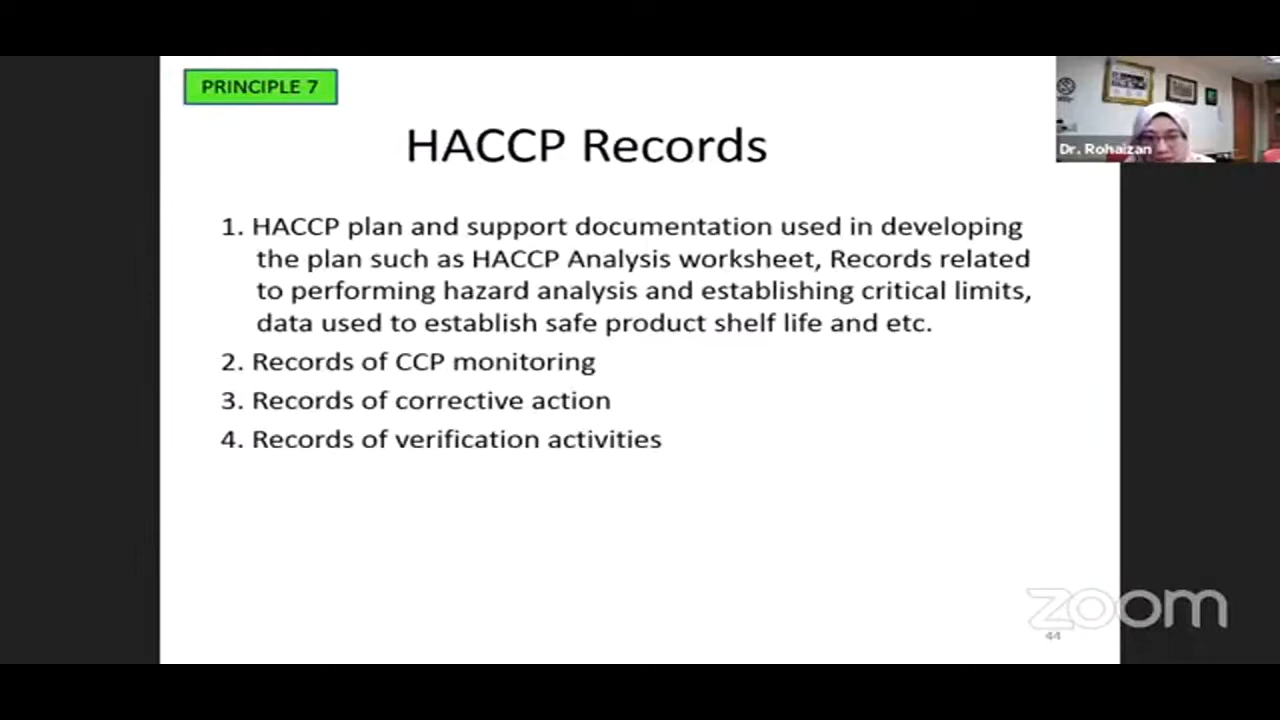 PRINCIPLE 7
Dr. Rohaizan
HACCP Records
1. HACCP plan and support documentation used in developing
the plan such as HACCP Analysis worksheet, Records related
to performing hazard analysis and establishing critical limits,
data used to establish safe product shelf life and etc.
2. Records of CCP monitoring
3. Records of corrective action
4. Records of verification activities
zoom
44